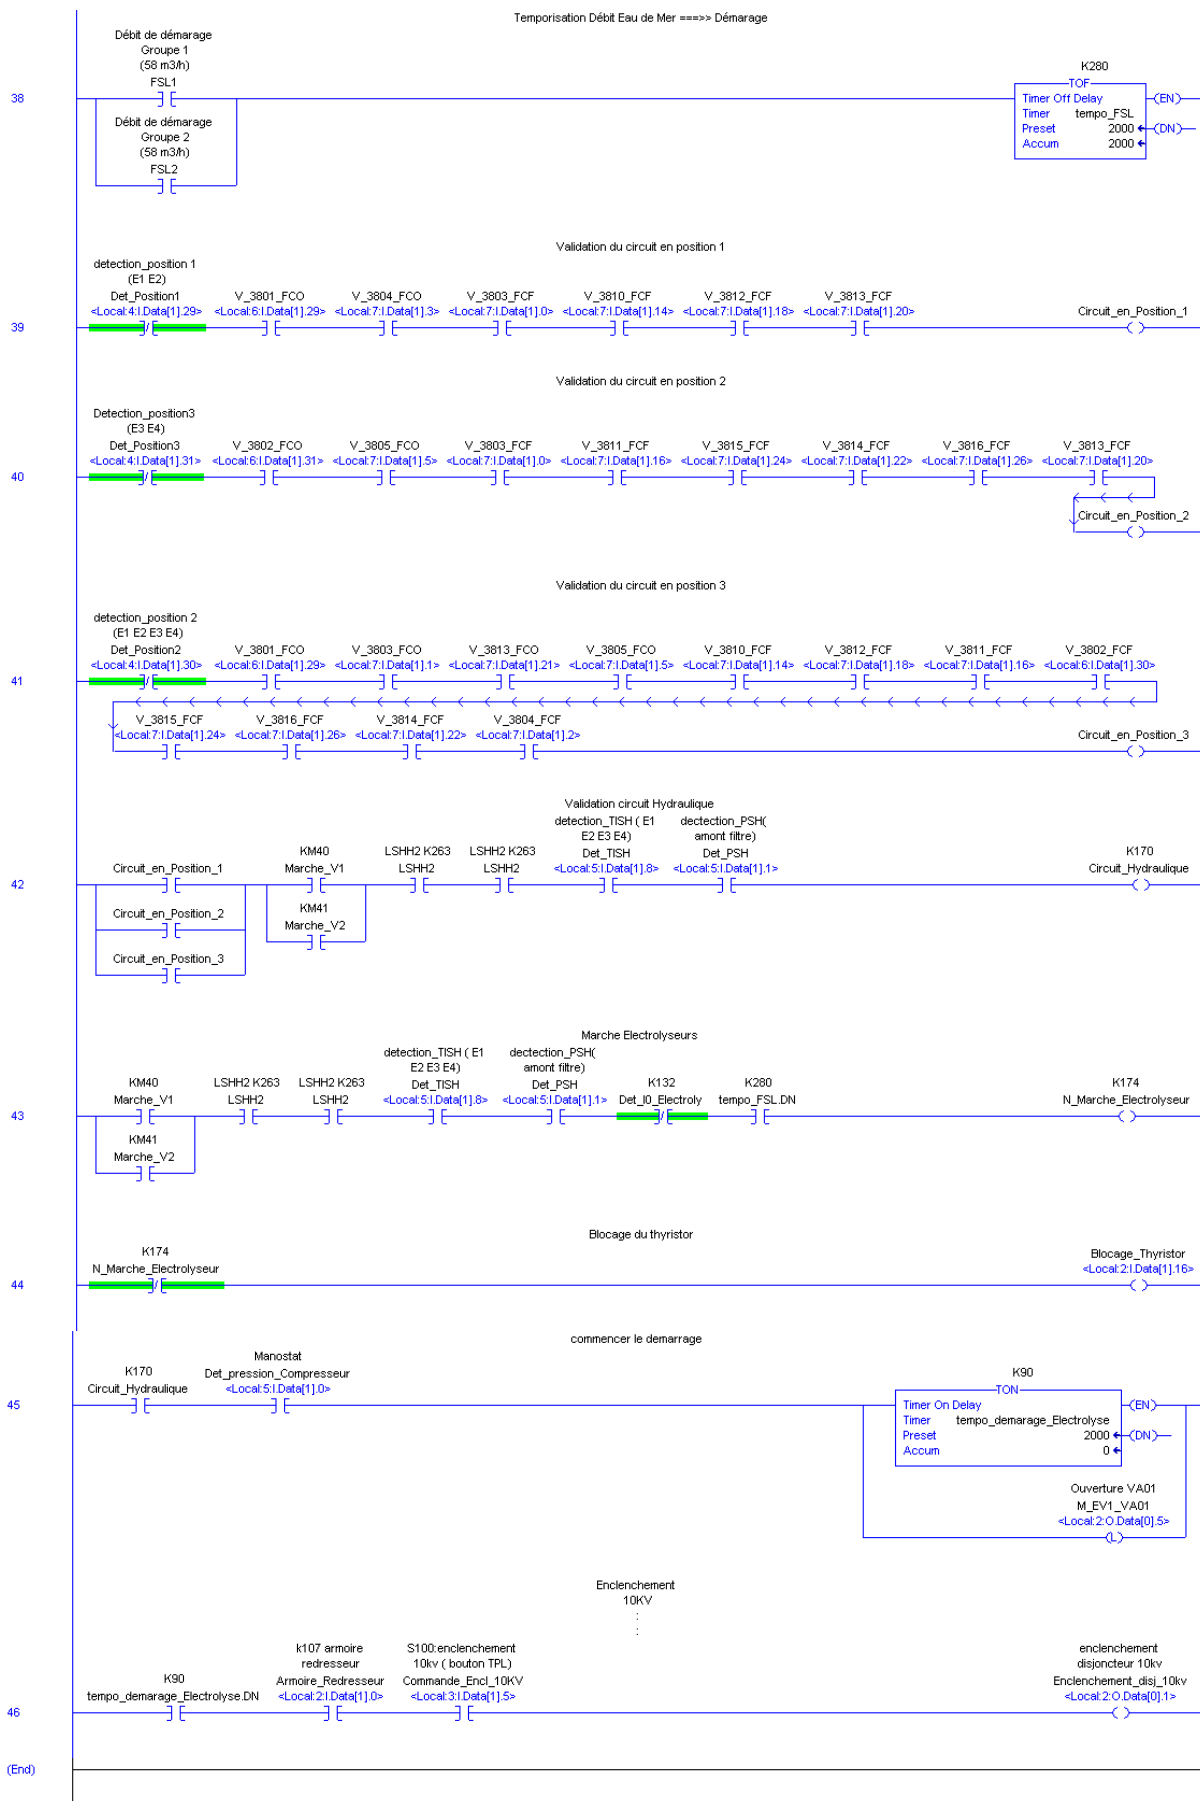 Temporisation Débit Eau de Mer ===>> Démarage
Débit de démarage
Groupe 1
(58 m3/h)
FSL1
Débit de démarage
Groupe 2
(58 m3/h)
FSL2
38
K280
TOF
Timer Off Delay
Timer tempo_FSL
Preset 2000
Accum 2000
(EN)
(DN)
Validation du circuit en position 1
detection_position 1
(E1 E2)
Det_Position1 V_3801_FCO V_3804_FCO V_3803_FCF V_3810_FCF V_3812_FCF V_3813_FCF
<Local:4:I.Data[1].29> <Local:6:I.Data[1].29> <Local:7:I.Data[1].3> <Local:7:I.Data[1].0> <Local:7:I.Data[1].14> <Local:7:I.Data[1].18> <Local:7:I.Data[1].20> Circuit_en_Position_1
39
Validation du circuit en position 2
Detection_position3
(E3 E4)
Det_Position3 V_3802_FCO V_3805_FCO V_3803_FCF V_3811_FCF V_3815_FCF V_3814_FCF V_3816_FCF V_3813_FCF
<Local:4:I.Data[1].31> <Local:6:I.Data[1].31> <Local:7:I.Data[1].5> <Local:7:I.Data[1].0> <Local:7:I.Data[1].16> <Local:7:I.Data[1].24> <Local:7:I.Data[1].22> <Local:7:I.Data[1].26> <Local:7:I.Data[1].20>
40
Circuit_en_Position_2
Validation du circuit en position 3
detection_position 2
(E1 E2 E3 E4)
Det_Position2 V_3801_FCO V_3803_FCO V_3813_FCO V_3805_FCO V_3810_FCF V_3812_FCF V_3811_FCF V_3802_FCF
<Local:4:I.Data[1].30> <Local:6:I.Data[1].29> <Local:7:I.Data[1].1> <Local:7:I.Data[1].21> <Local:7:I.Data[1].5> <Local:7:I.Data[1].14> <Local:7:I.Data[1].18> <Local:7:I.Data[1].16> <Local:6:I.Data[1].30>
41
V_3815_FCF V_3816_FCF V_3814_FCF V_3804_FCF
<Local:7:I.Data[1].24> <Local:7:I.Data[1].26> <Local:7:I.Data[1].22> <Local:7:I.Data[1].2> Circuit_en_Position_3
Validation circuit Hydraulique
detection_TISH ( E1 dectection_PSH(
E2 E3 E4) amont filtre)
KM40 LSHH2 K263 LSHH2 K263 Det_TISH Det_PSH K170
Circuit_en_Position_1 Marche_V1 LSHH2 LSHH2 <Local:5:I.Data[1].8> <Local:5:I.Data[1].1> Circuit_Hydraulique
42
KM41
Circuit_en_Position_2 Marche_V2
Circuit_en_Position_3
Marche Electrolyseurs
detection_TISH ( E1 dectection_PSH(
E2 E3 E4) amont filtre)
KM40 LSHH2 K263 LSHH2 K263 Det_TISH Det_PSH K132 K280 K174
Marche_V1 LSHH2 LSHH2 <Local:5:I.Data[1].8> <Local:5:I.Data[1].1> Det_I0_Electroly tempo_FSL.DN N_Marche_Electrolyseur
43
KM41
Marche_V2
Blocage du thyristor
K174 Blocage_Thyristor
N_Marche_Electrolyseur <Local:2:I.Data[1].16>
44
commencer le demarrage
Manostat
K170 Det_pression_Compresseur
Circuit_Hydraulique <Local:5:I.Data[1].0>
45
K90
TON
Timer On Delay
Timer tempo_demarage_Electrolyse
Preset 2000
Accum 0
(EN)
(DN)
Ouverture VA01
M_EV1_VA01
<Local:2:O.Data[0].5>
(L)
Enclenchement
10KV
:
:
k107 armoire S100:enclenchement enclenchement
redresseur 10kv ( bouton TPL) disjoncteur 10kv
K90 Armoire_Redresseur Commande_Encl_10KV Enclenchement_disj_10kv
tempo_demarage_Electrolyse.DN <Local:2:I.Data[1].0> <Local:3:I.Data[1].5> <Local:2:O.Data[0].1>
46
(End)